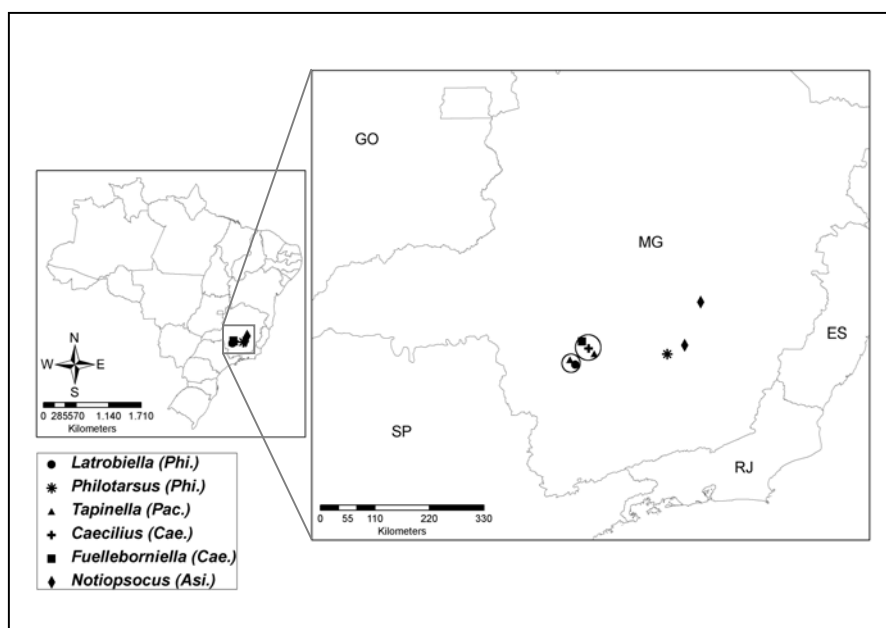 GO
MG
ES
SP
RJ
0 55 110 220 330
Kilometers
N
W E
S
0 285570 1.140 1.710
Kilometers
Latrobiella (Phi.)
Philotarsus (Phi.)
Tapinella (Pac.)
Caecilius (Cae.)
Fuelleborniella (Cae.)
Notiopsocus (Asi.)